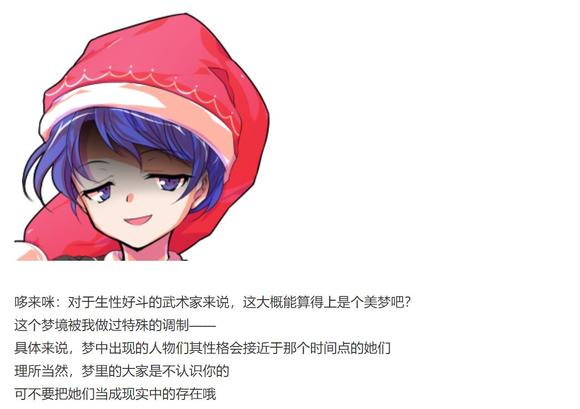 哆来咪：对于生性好斗的武术家来说，这大概能算得上是个美梦吧？
这个梦境被我做过特殊的调制——
具体来说，梦中出现的人物们其性格会接近于那个时间点的她们
理所当然，梦里的大家是不认识你的
可不要把她们当成现实中的存在哦